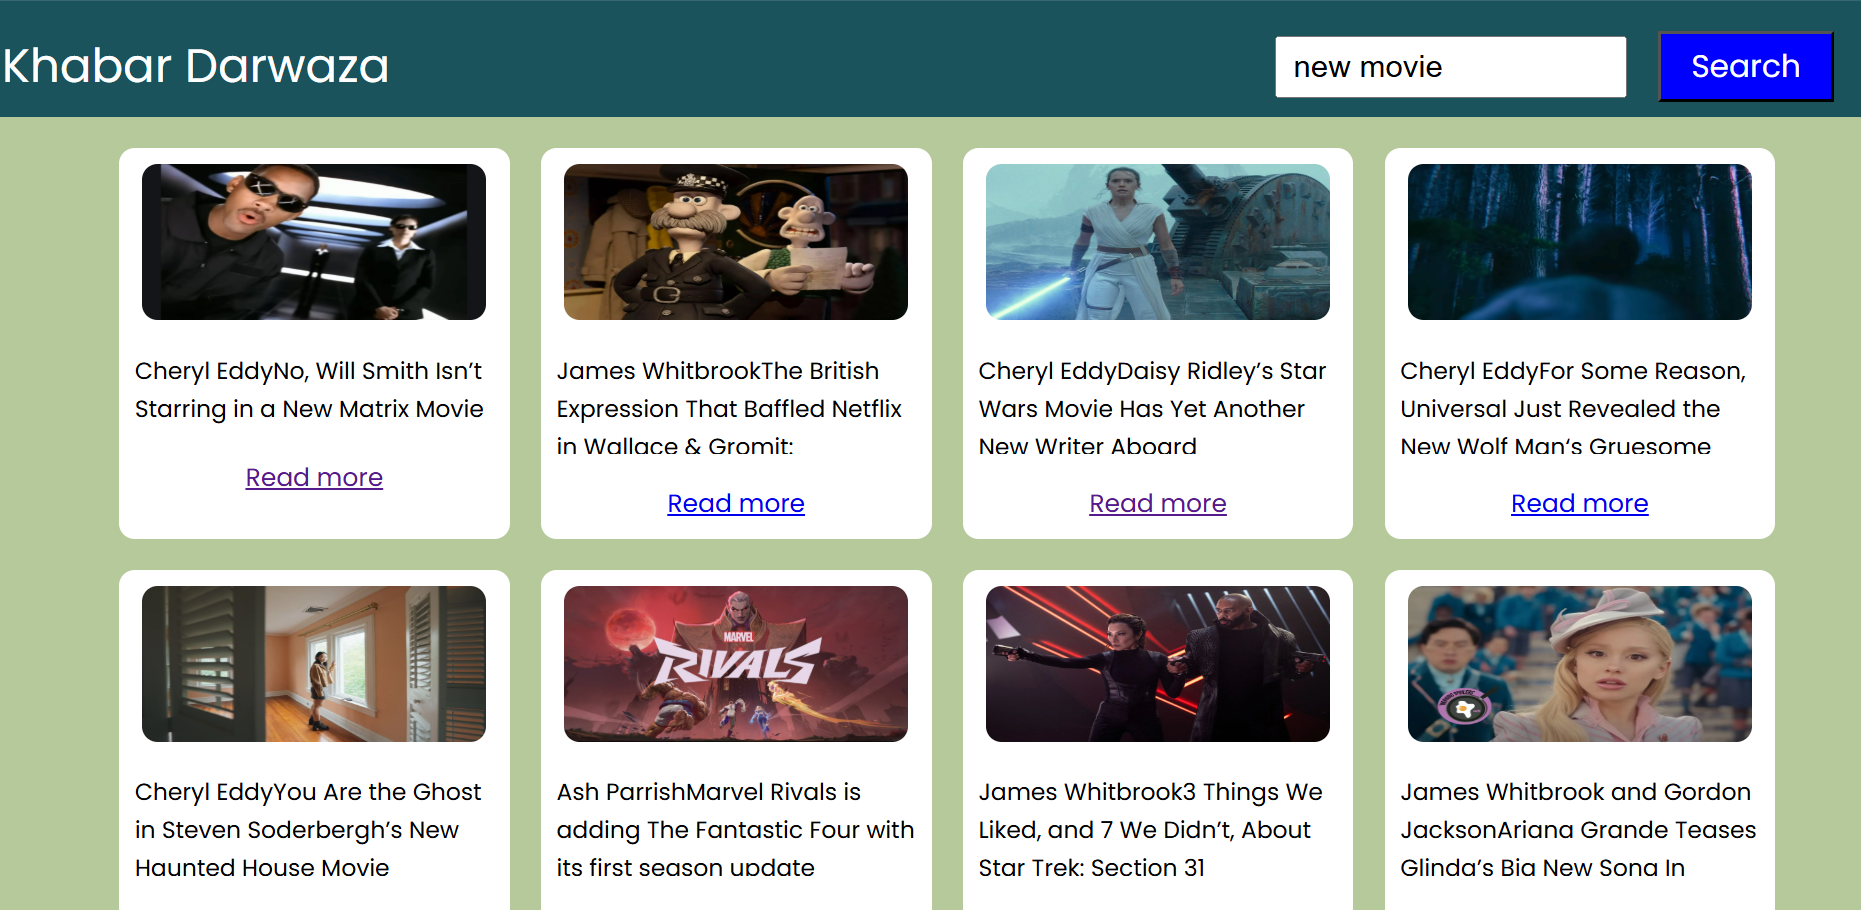 Khabar Darwaza
new movie
Search
Cheryl EddyNo, Will Smith Isn’t
Starring in a New Matrix Movie
Read more
James WhitbrookThe British
Expression That Baffled Netflix
in Wallace & Gromit:
Read more
Cheryl EddyDaisy Ridley’s Star
Wars Movie Has Yet Another
New Writer Aboard
Read more
Cheryl EddyFor Some Reason,
Universal Just Revealed the
New Wolf Man‘s Gruesome
Read more
Cheryl EddyYou Are the Ghost
in Steven Soderbergh’s New
Haunted House Movie
MARVEL
RIVALS
Ash ParrishMarvel Rivals is
adding The Fantastic Four with
its first season update
James Whitbrook3 Things We
Liked, and 7 We Didn’t, About
Star Trek: Section 31
James Whitbrook and Gordon
JacksonAriana Grande Teases
Glinda’s Big New Song In